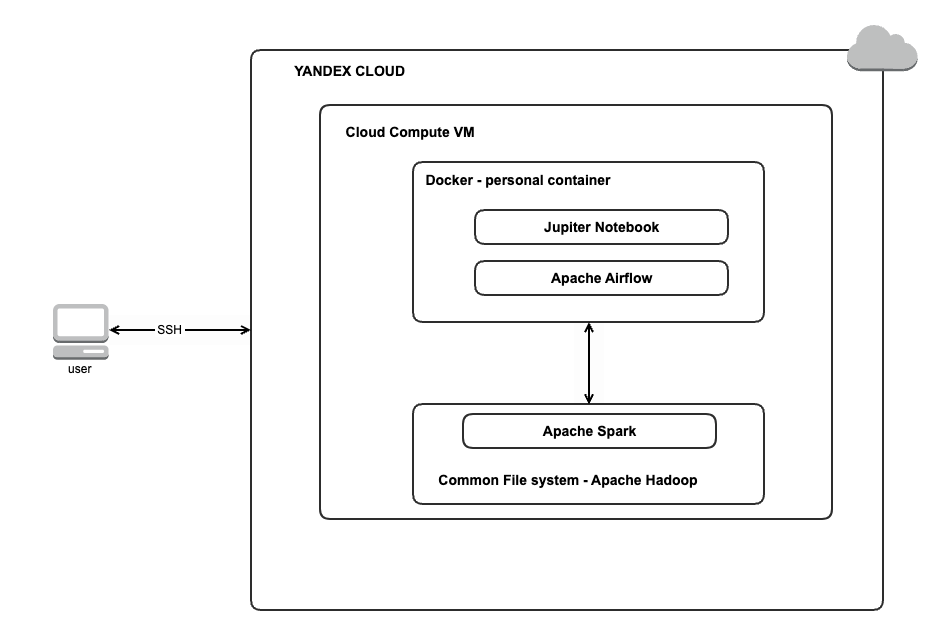 YANDEX CLOUD
Cloud Compute VM
Docker - personal container
Jupiter Notebook
Apache Airflow
SSH
user
Apache Spark
Common File system - Apache Hadoop